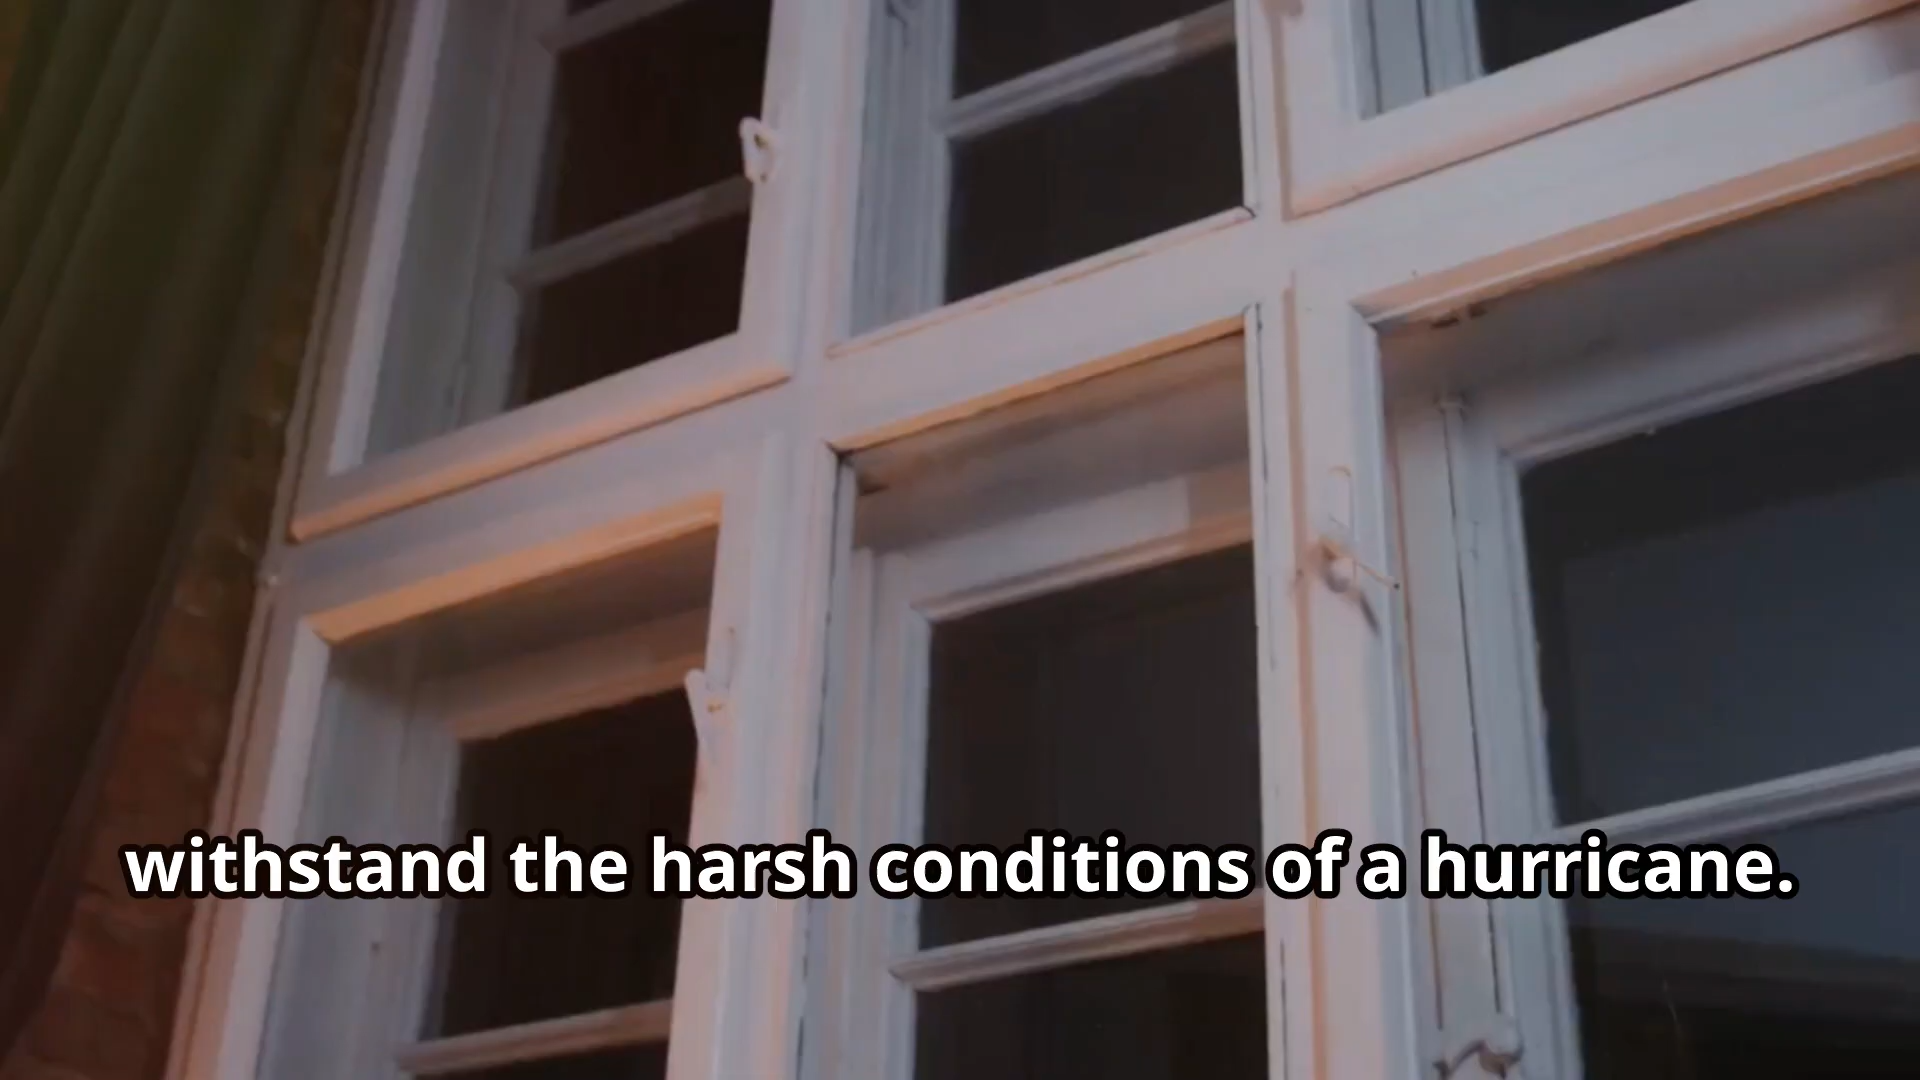 withstand the harsh conditions of a hurricane.